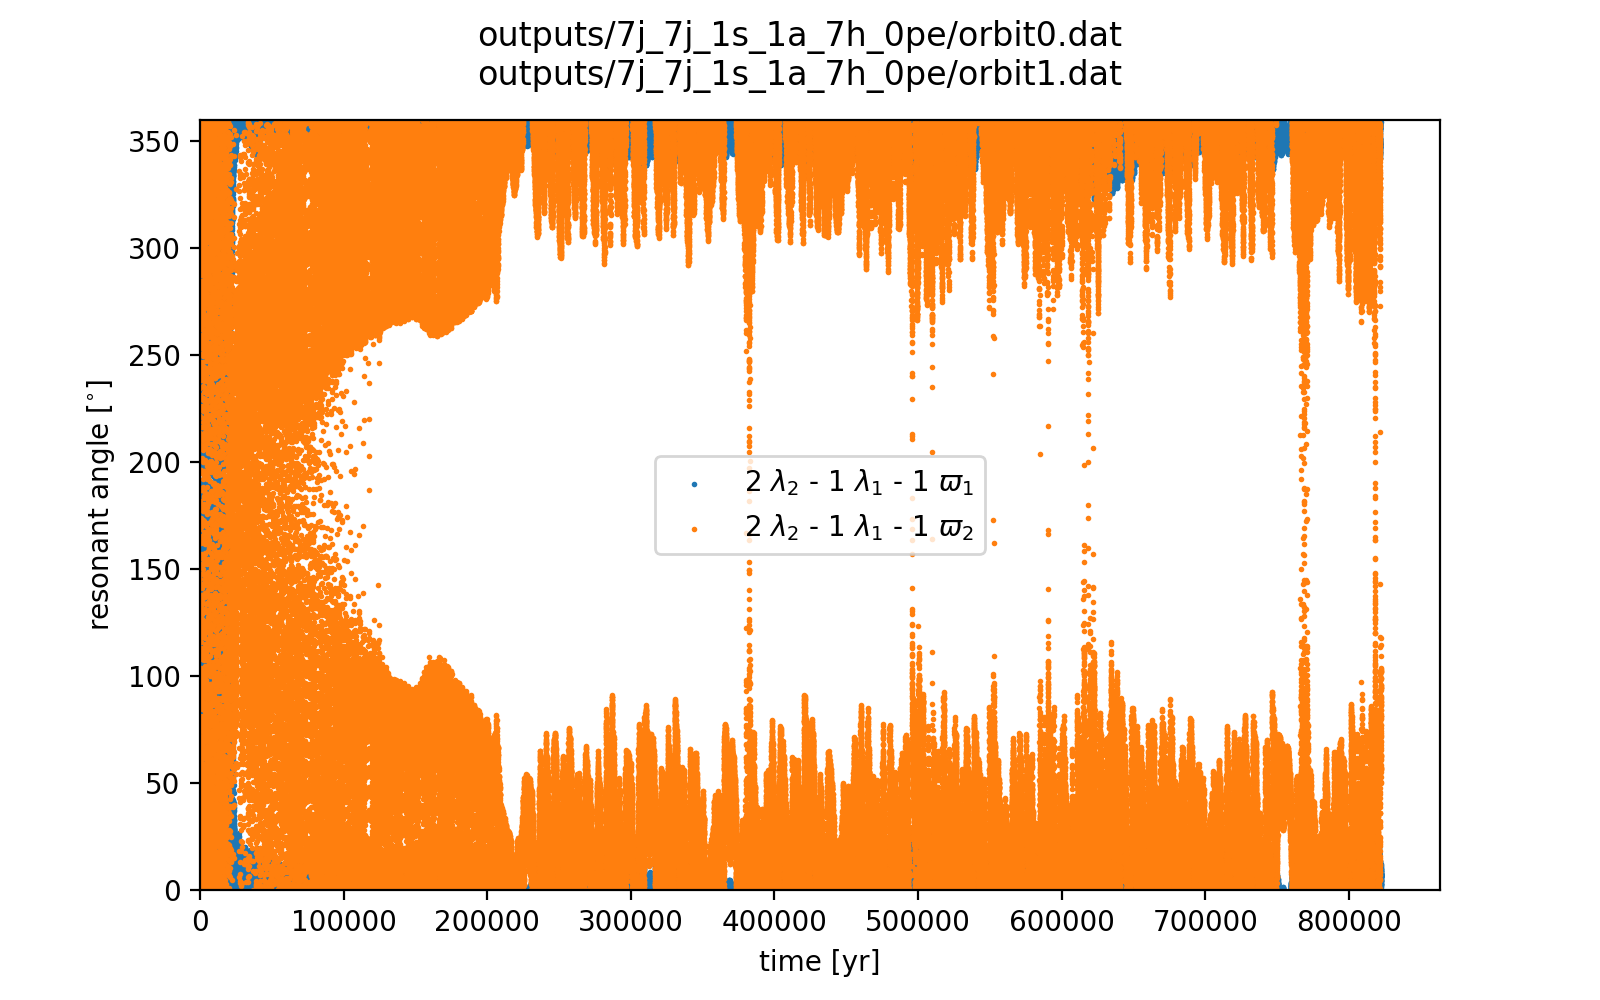 outputs/7j_7j_1s_1a_7h_0pe/orbit0.dat
outputs/7j_7j_1s_1a_7h_0pe/orbit1.dat
resonant angle [°]
350
300
250
200
150
100
50
0
2 λ₂ - 1 λ₁ - 1 ϖ₁
2 λ₂ - 1 λ₁ - 1 ϖ₂
0 100000 200000 300000 400000 500000 600000 700000 800000
time [yr]